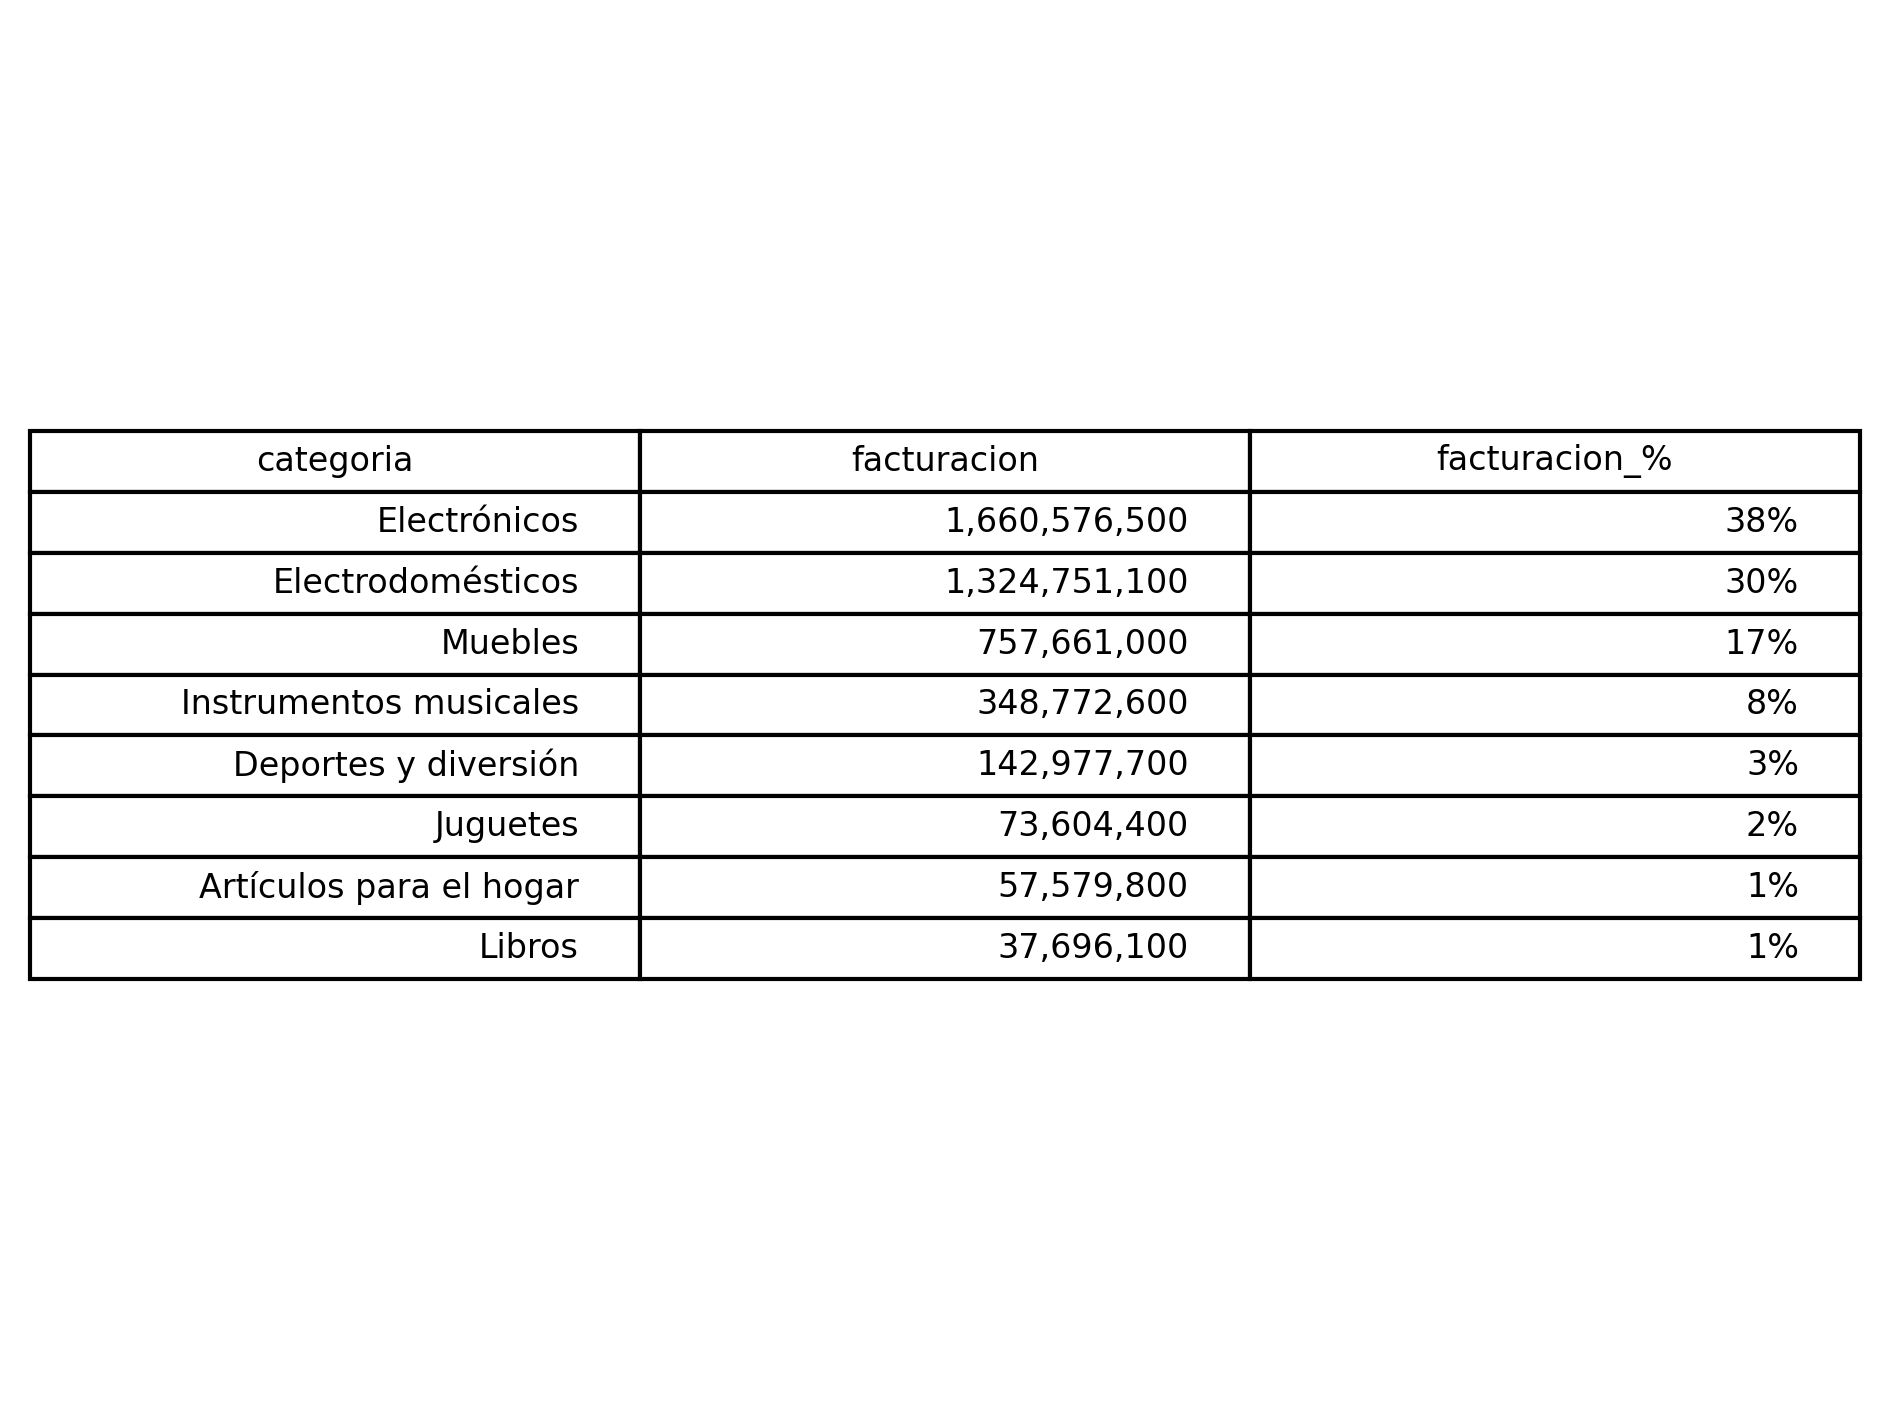 categoria facturacion facturacion_%
Electrónicos 1,660,576,500 38%
Electrodomésticos 1,324,751,100 30%
Muebles 757,661,000 17%
Instrumentos musicales 348,772,600 8%
Deportes y diversión 142,977,700 3%
Juguetes 73,604,400 2%
Artículos para el hogar 57,579,800 1%
Libros 37,696,100 1%